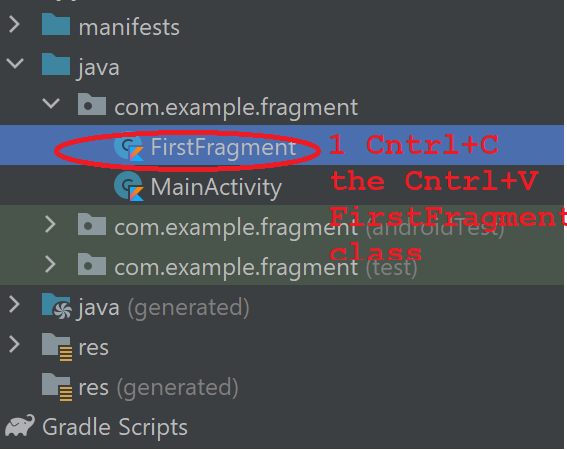 manifests
java
com.example.fragment
FirstFragment 1 Cntrl+C
MainActivity the Cntrl+V
com.example.fragment (androidTest) FirstFragment
com.example.fragment (test) class
java (generated)
res
res (generated)
Gradle Scripts